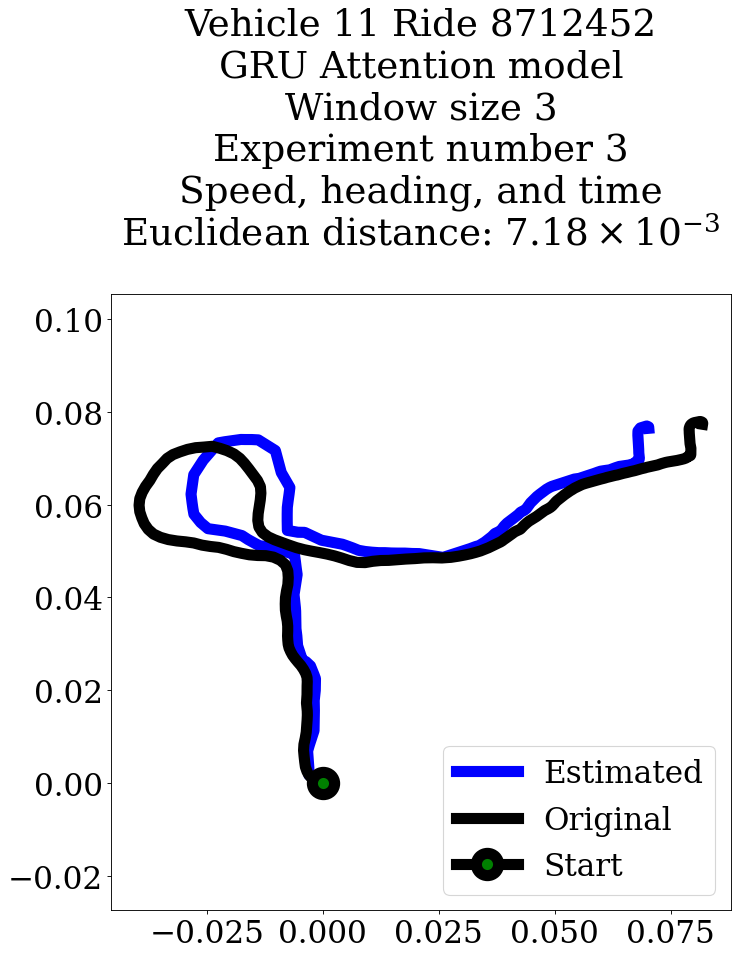 Vehicle 11 Ride 8712452
GRU Attention model
Window size 3
Experiment number 3
Speed, heading, and time
Euclidean distance: 7.18 × 10⁻³
0.10
0.08
0.06
0.04
0.02
0.00
−0.02
Estimated
Original
Start
−0.025 0.000 0.025 0.050 0.075